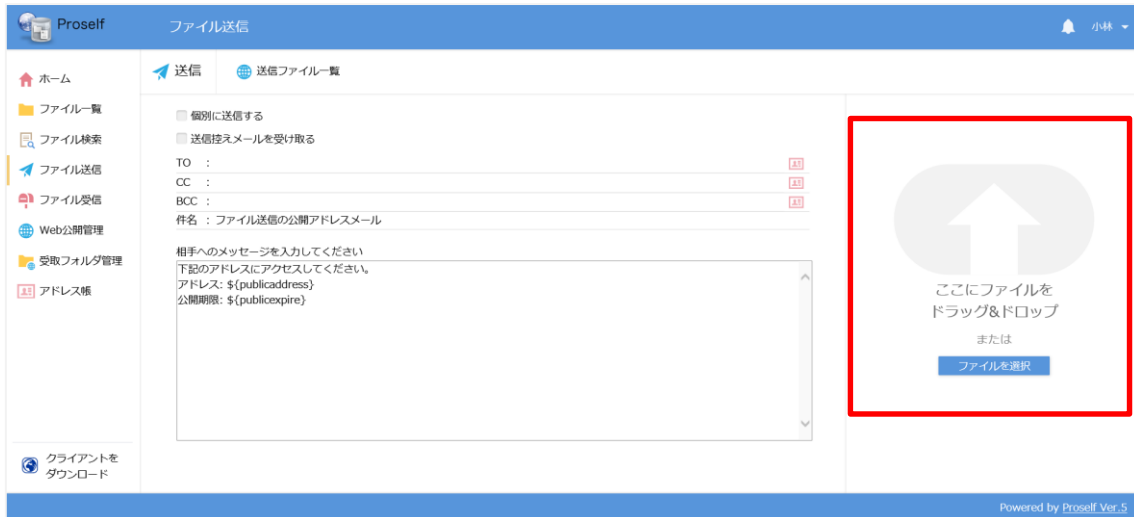 Proself
ファイル送信
小林
ホーム
ファイル一覧
ファイル検索
ファイル送信
ファイル受信
Web公開管理
受取フォルダ管理
アドレス帳
クライアントを
ダウンロード
送信
送信ファイル一覧
個別に送信する
送信控えメールを受け取る
TO :
CC :
BCC :
件名 : ファイル送信の公開アドレスメール
相手へのメッセージを入力してください
下記のアドレスにアクセスしてください。
アドレス: ${publicaddress}
公開期限: ${publicexpire}
ここにファイルを
ドラッグ&ドロップ
または
ファイルを選択
Powered by Proself Ver.5